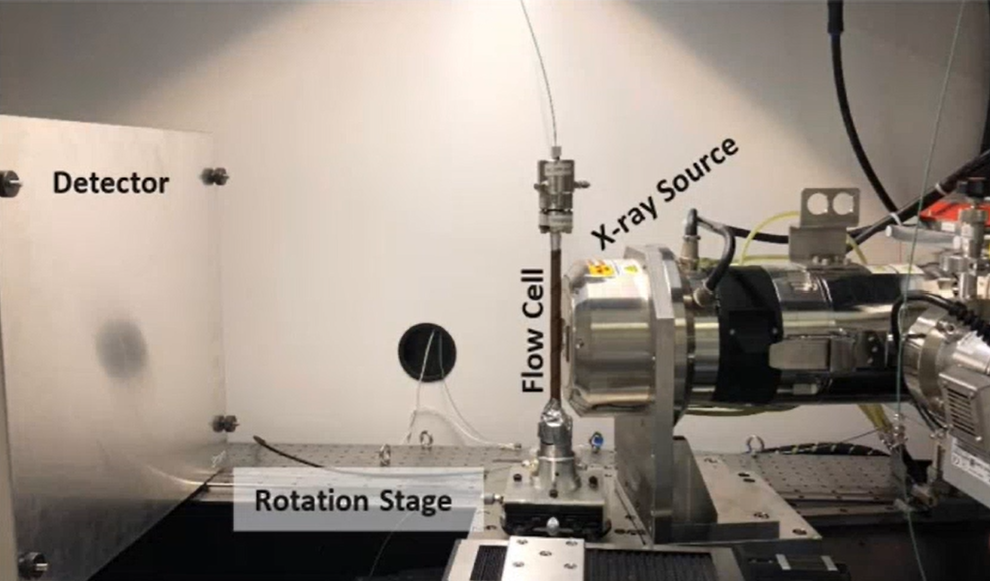 Detector
X-ray Source
Flow Cell
Rotation Stage